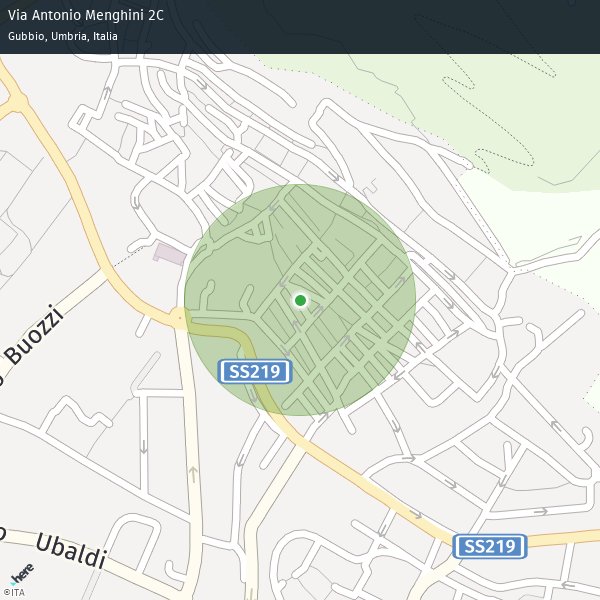 Via Antonio Menghini 2C
Gubbio, Umbria, Italia
Buozzi
SS219
SS219
Ubaldi
here
©ITA